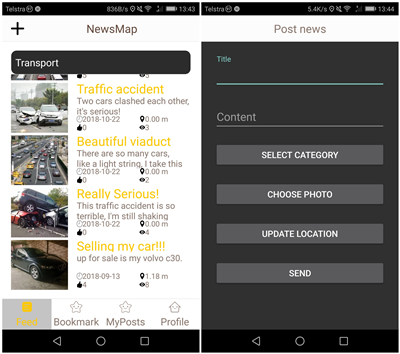 Telstra 836B/s 13:43
NewsMap
Transport
Traffic accident
Two cars clashed each other,
it's serious!
2018-10-22 0.00 m
0 3
Beautiful viaduct
There are so many cars,
like a light string, I take this
2018-10-22 0.00 m
0 2
Really Serious!
This traffic accident is so
terrible, I'm still shaking
2018-10-22 0.00 m
0 4
Selling my car!!!
up for sale is my volvo c30.
2018-09-13 1.18 m
4 8
Bookmark MyPosts Profile
Telstra 5.4K/s 13:44
Post news
Title
Content
SELECT CATEGORY
CHOOSE PHOTO
UPDATE LOCATION
SEND